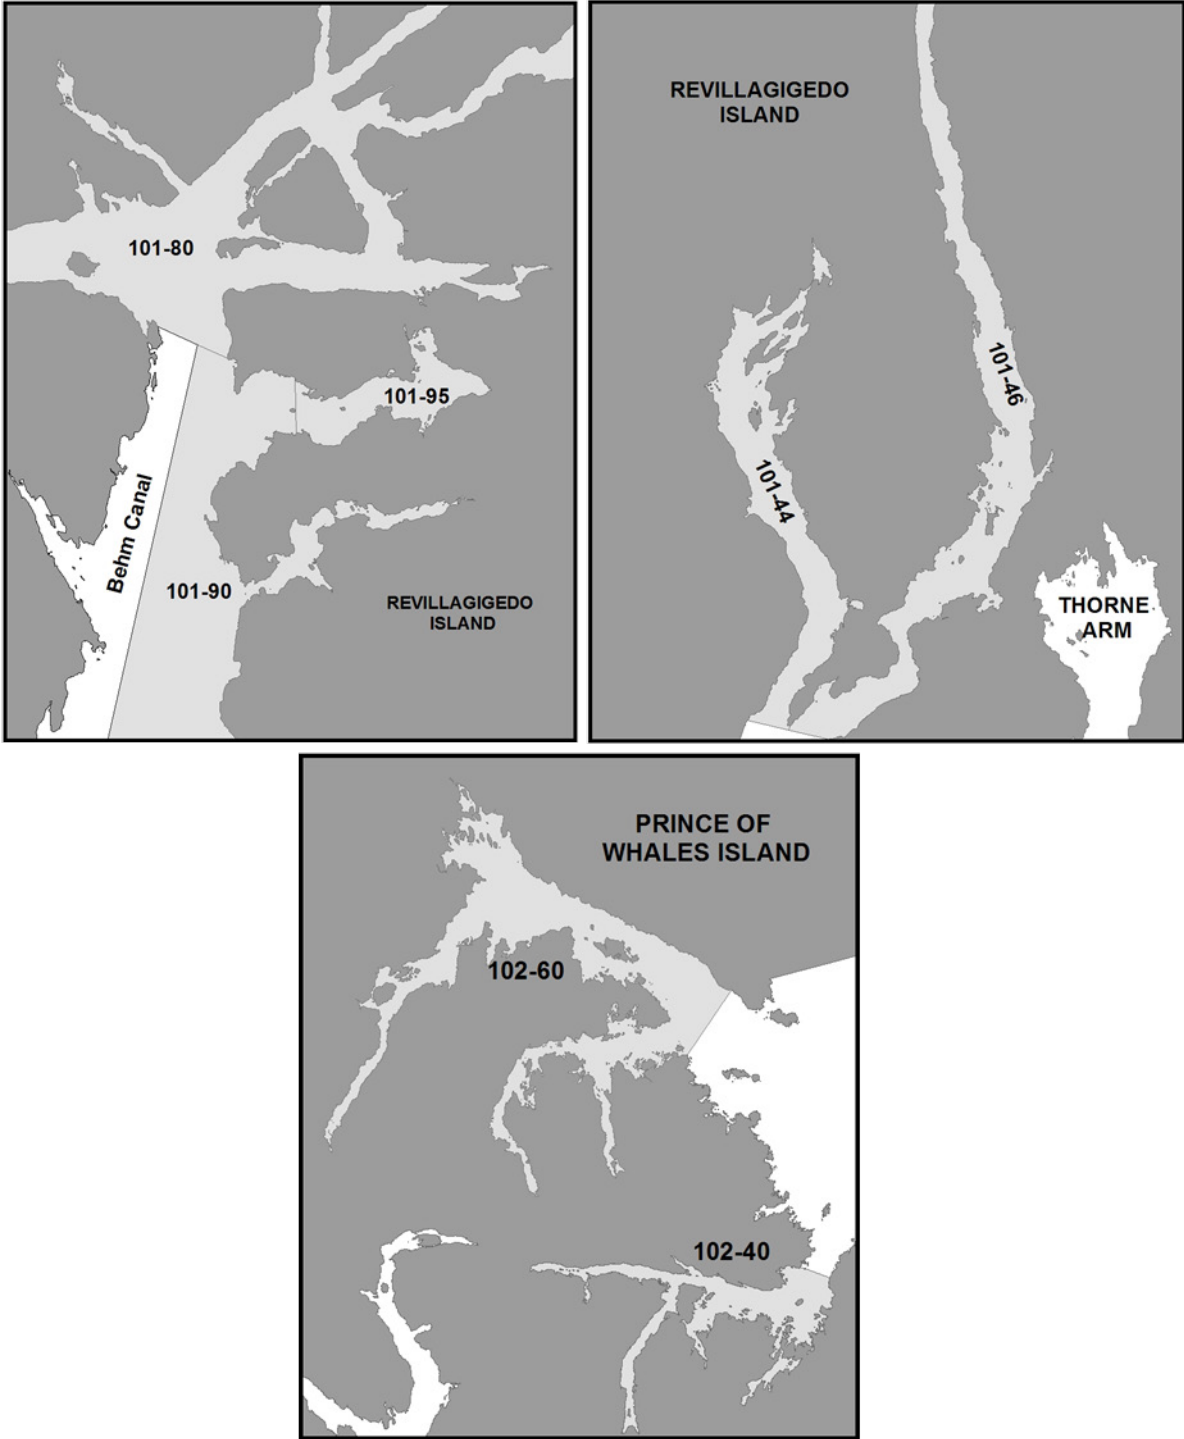 101-80
101-95
Behm Canal
101-90
REVILLAGIGEDO
ISLAND
REVILLAGIGEDO
ISLAND
101-46
101-44
THORNE
ARM
PRINCE OF
WHALES ISLAND
102-60
102-40